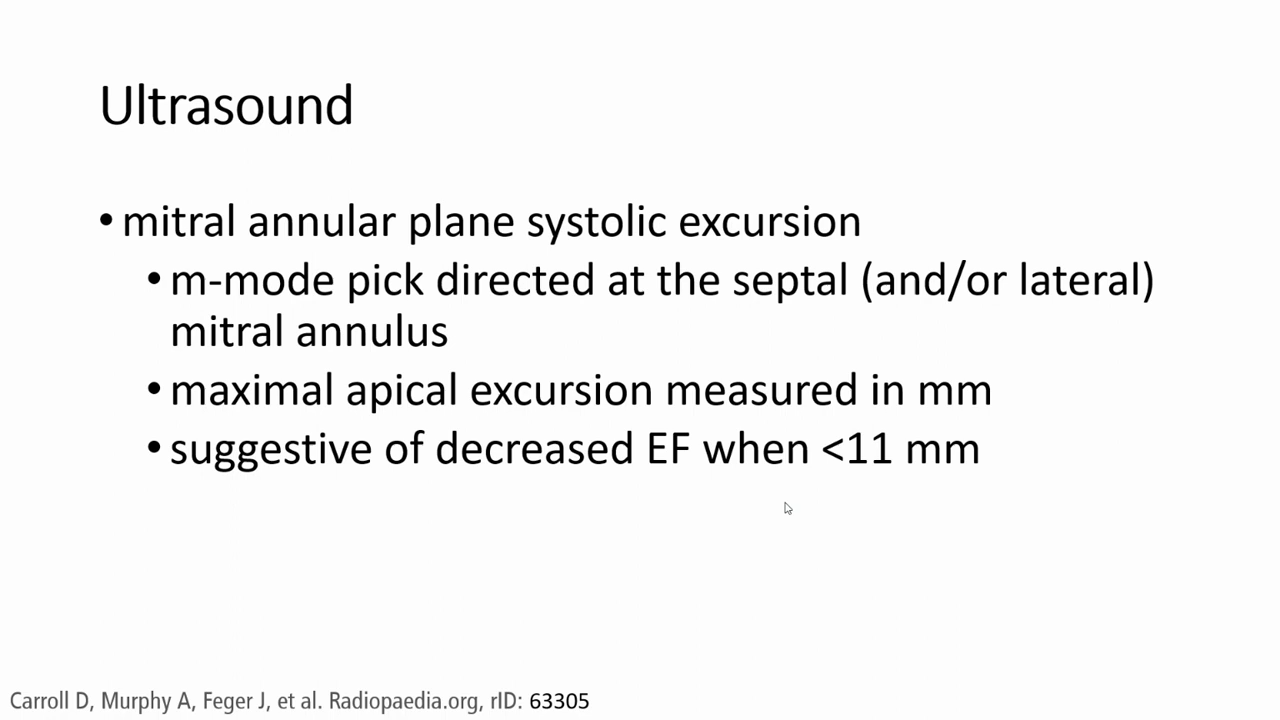 Ultrasound
• mitral annular plane systolic excursion
• m-mode pick directed at the septal (and/or lateral)
mitral annulus
• maximal apical excursion measured in mm
• suggestive of decreased EF when <11 mm
Carroll D, Murphy A, Feger J, et al. Radiopaedia.org, rID: 63305